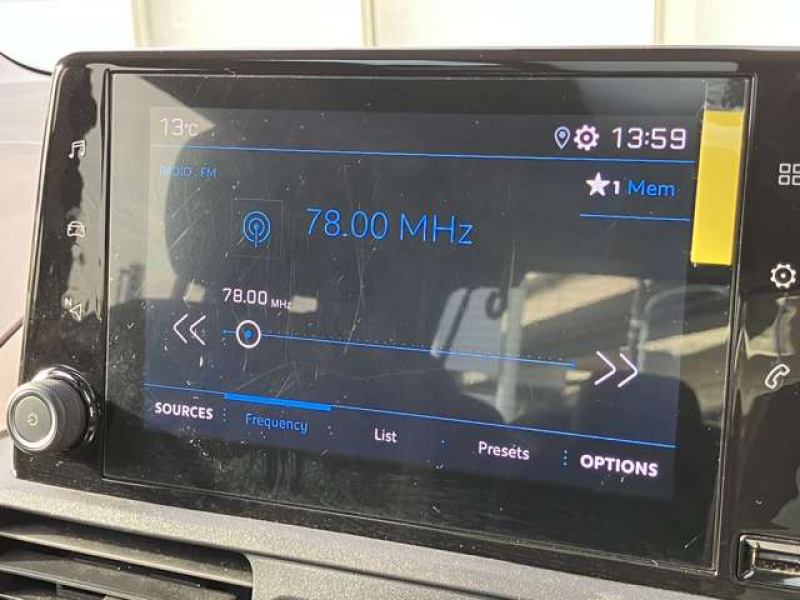 13°C
13:59
RADIO . FM
1 Mem
78.00 MHz
78.00 MHz
SOURCES
Frequency
List
Presets
OPTIONS
N